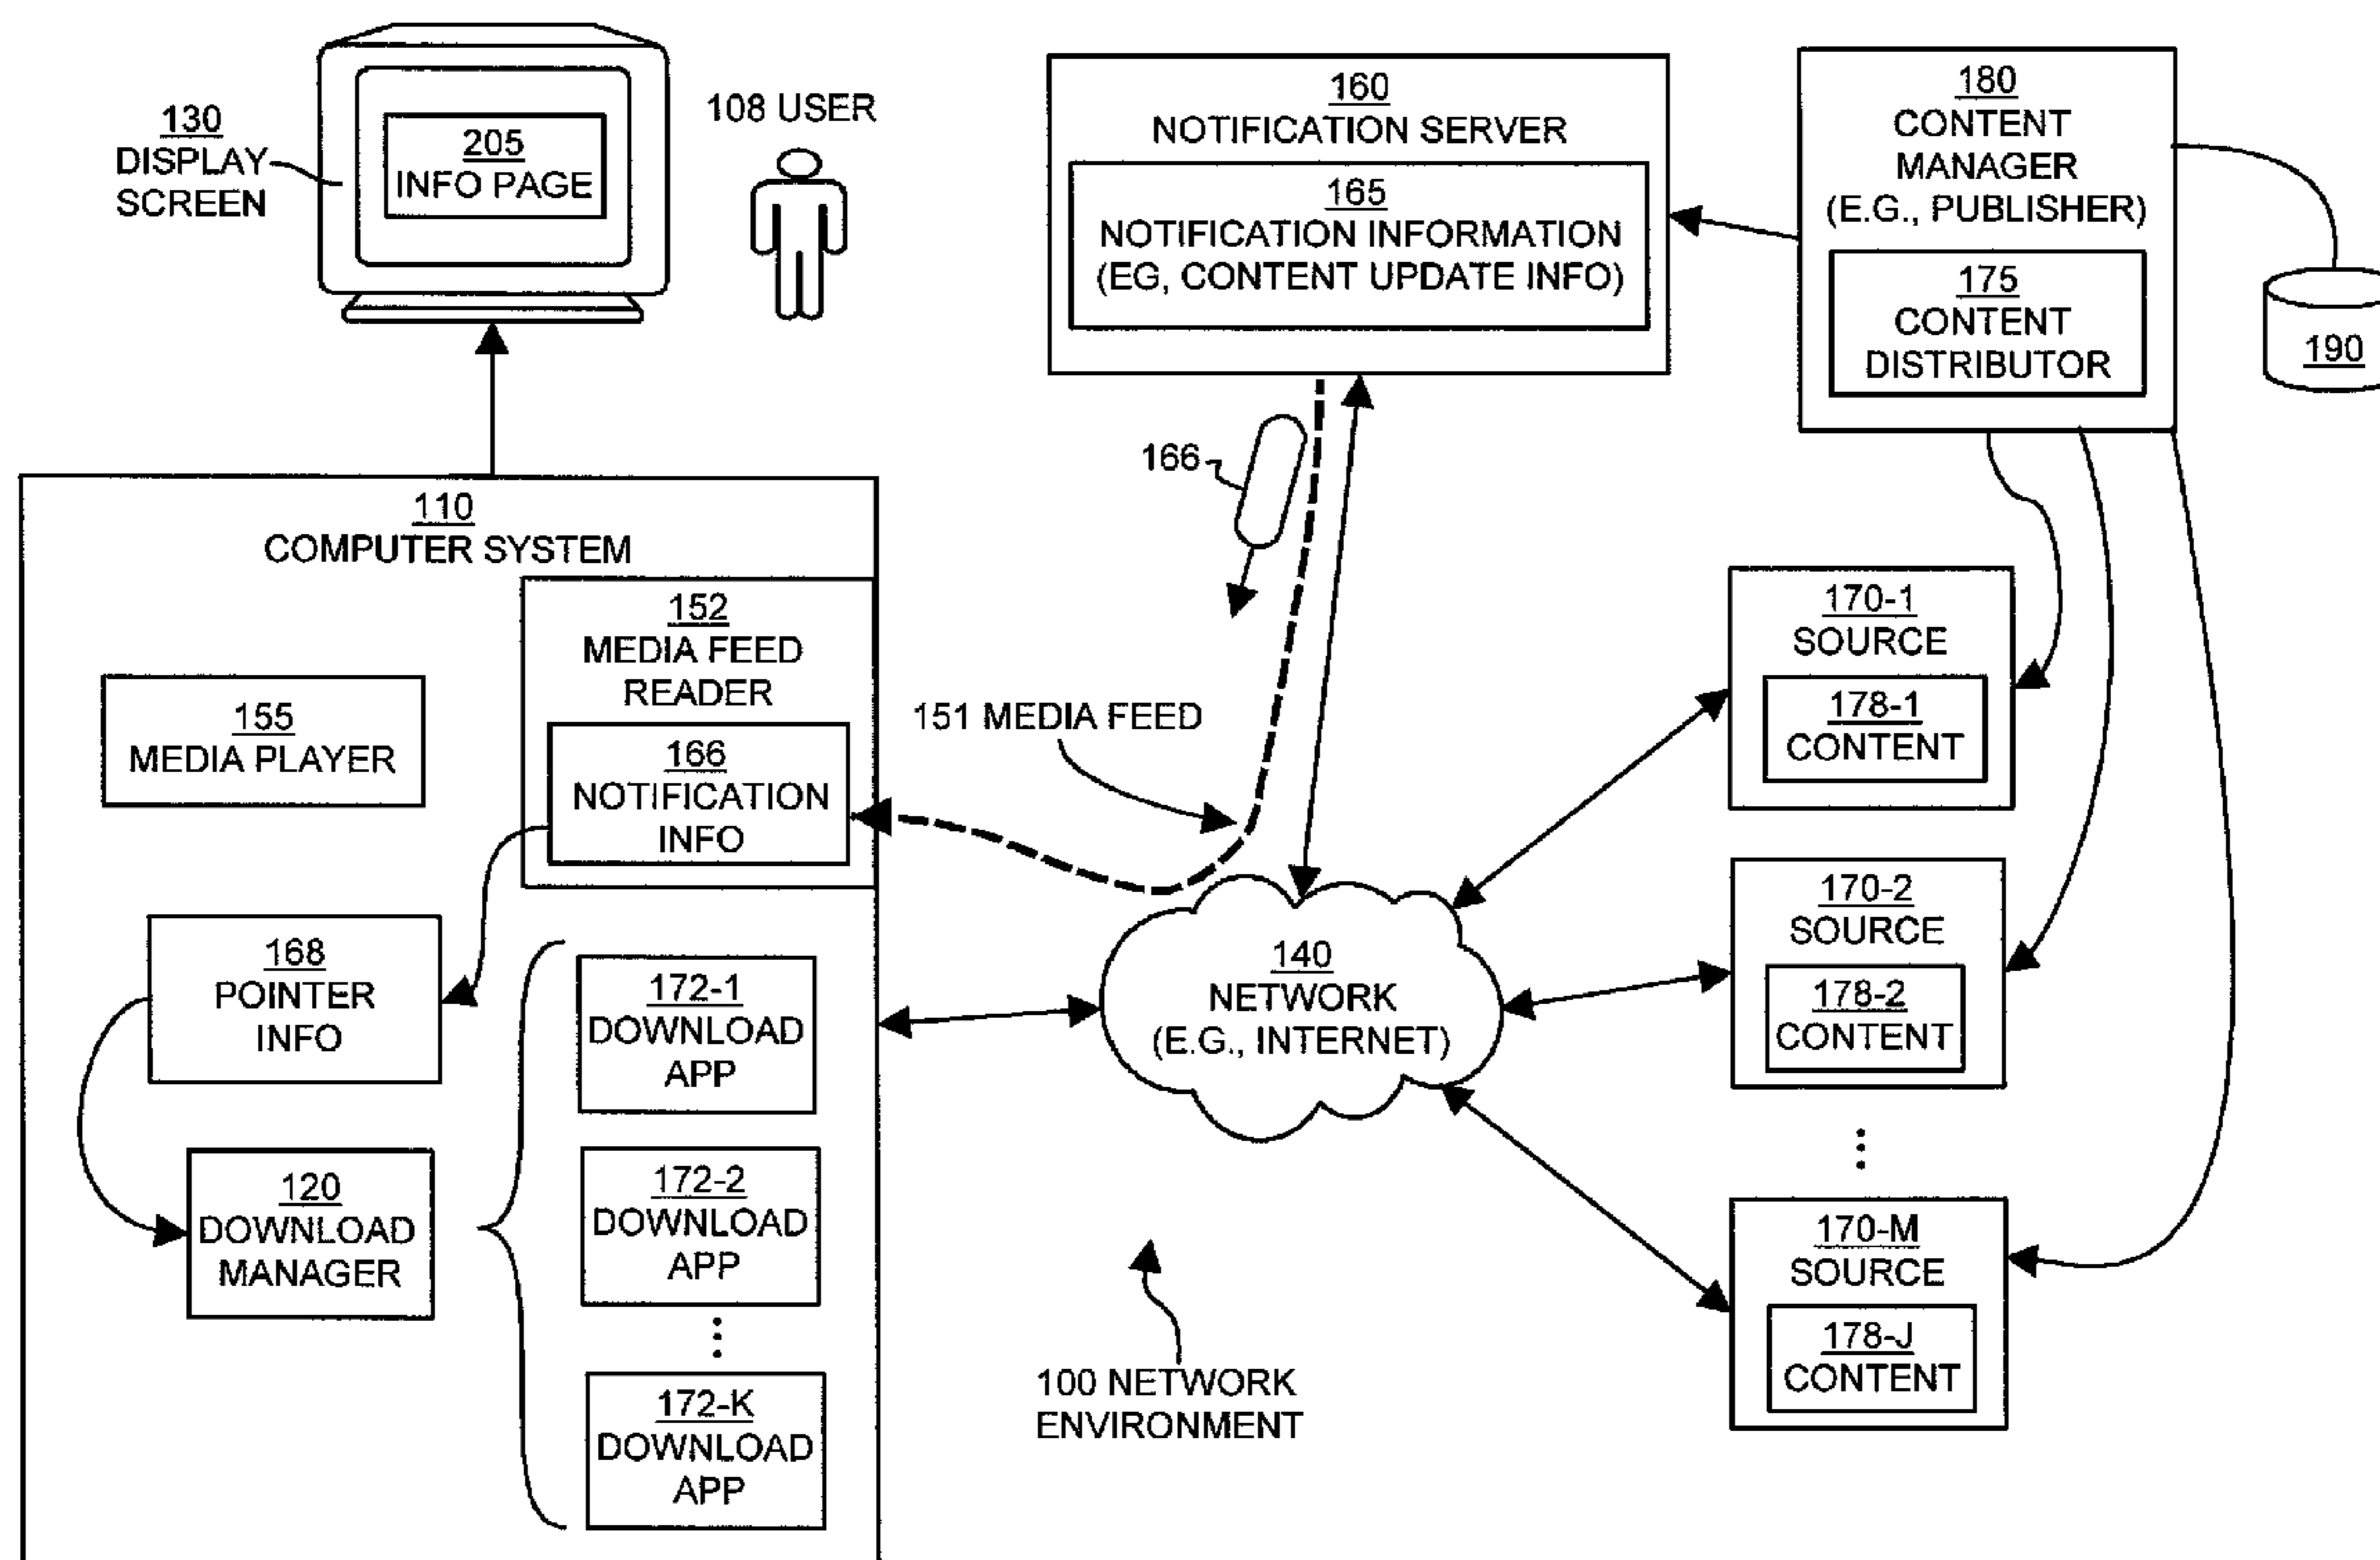 130
DISPLAY
SCREEN
205
INFO PAGE
108 USER
160
NOTIFICATION SERVER
165
NOTIFICATION INFORMATION
(EG, CONTENT UPDATE INFO)
180
CONTENT
MANAGER
(E.G., PUBLISHER)
175
CONTENT
DISTRIBUTOR
190
166
110
COMPUTER SYSTEM
152
MEDIA FEED
READER
166
NOTIFICATION
INFO
155
MEDIA PLAYER
151 MEDIA FEED
168
POINTER
INFO
120
DOWNLOAD
MANAGER
172-1
DOWNLOAD
APP
172-2
DOWNLOAD
APP
172-K
DOWNLOAD
APP
140
NETWORK
(E.G., INTERNET)
100 NETWORK
ENVIRONMENT
170-1
SOURCE
178-1
CONTENT
170-2
SOURCE
178-2
CONTENT
170-M
SOURCE
178-J
CONTENT